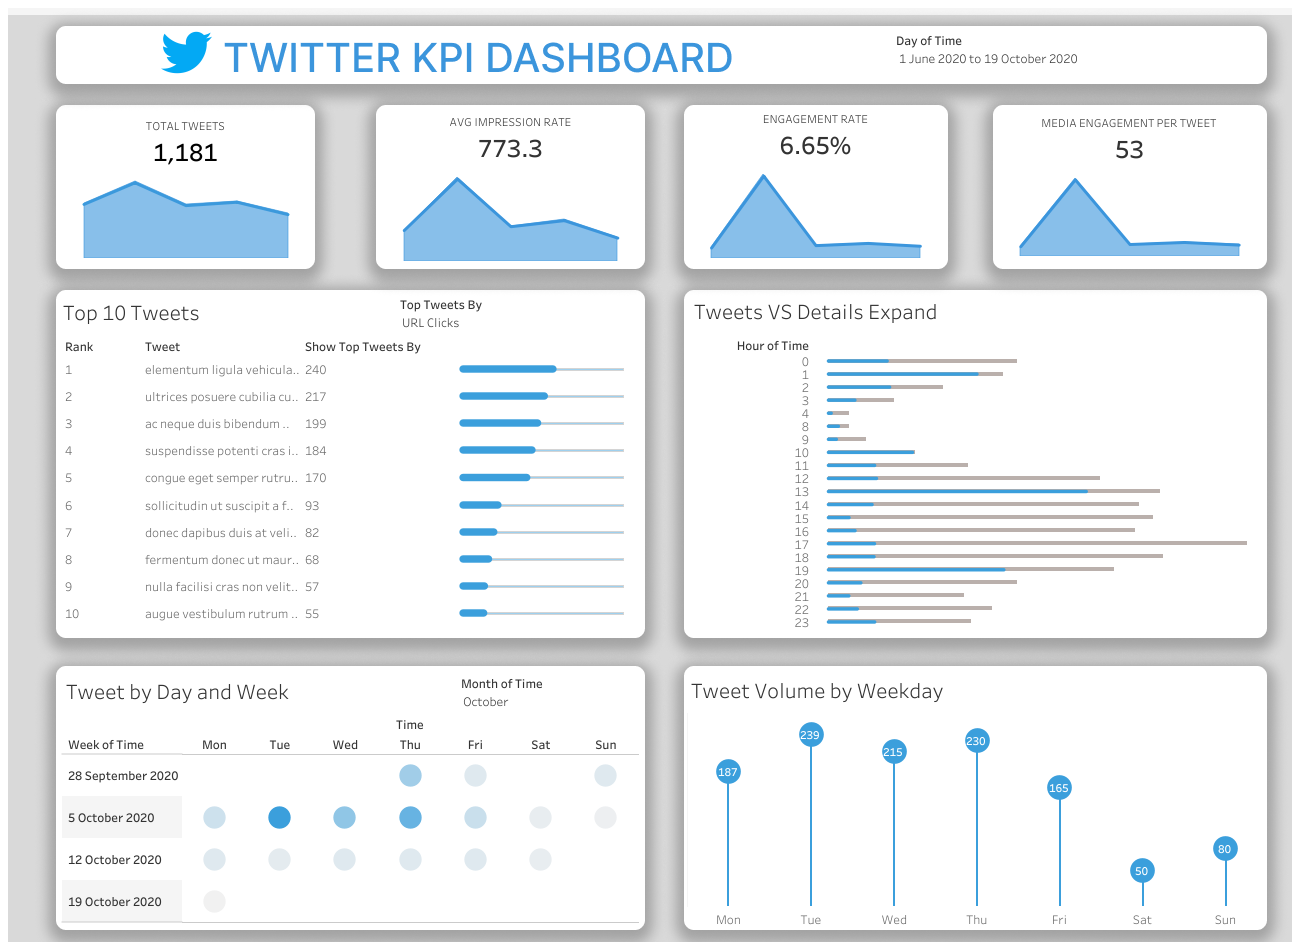 TWITTER KPI DASHBOARD
Day of Time
1 June 2020 to 19 October 2020
TOTAL TWEETS
1,181
AVG IMPRESSION RATE
773.3
ENGAGEMENT RATE
6.65%
MEDIA ENGAGEMENT PER TWEET
53
Top 10 Tweets
Top Tweets By
URL Clicks
Rank Tweet Show Top Tweets By
1 elementum ligula vehicula.. 240
2 ultrices posuere cubilia cu.. 217
3 ac neque duis bibendum .. 199
4 suspendisse potenti cras i.. 184
5 congue eget semper rutru.. 170
6 sollicitudin ut suscipit a f.. 93
7 donec dapibus duis at veli.. 82
8 fermentum donec ut maur.. 68
9 nulla facilisi cras non velit.. 57
10 augue vestibulum rutrum .. 55
Tweets VS Details Expand
Hour of Time
0
1
2
3
4
8
9
10
11
12
13
14
15
16
17
18
19
20
21
22
23
Tweet by Day and Week
Month of Time
October
Time
Week of Time Mon Tue Wed Thu Fri Sat Sun
28 September 2020
5 October 2020
12 October 2020
19 October 2020
Tweet Volume by Weekday
187 239 215 230 165 50 80
Mon Tue Wed Thu Fri Sat Sun